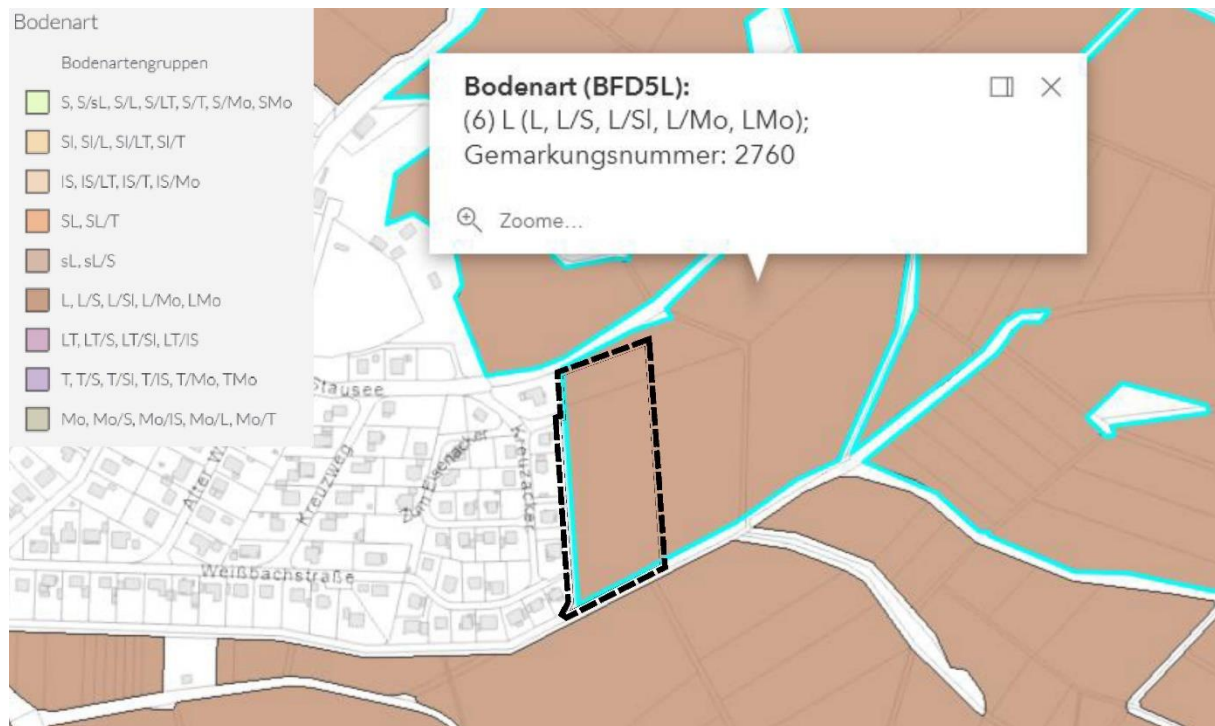 Bodenart
Bodenartengruppen
S, S/sL, S/L, S/LT, S/T, S/Mo, SMo
Sl, Sl/L, Sl/LT, Sl/T
lS, lS/LT, lS/T, lS/Mo
SL, SL/T
sL, sL/S
L, L/S, L/Sl, L/Mo, LMo
LT, LT/S, LT/Sl, LT/lS
T, T/S, T/Sl, T/lS, T/Mo, TMo
Mo, Mo/S, Mo/lS, Mo/L, Mo/T
Bodenart (BFD5L):
(6) L (L, L/S, L/Sl, L/Mo, LMo);
Gemarkungsnummer: 2760
Zoome...
Stausee
Alter
Kreuzweg
Zum Eisenacker
Kreuzacker
Weißbachstraße